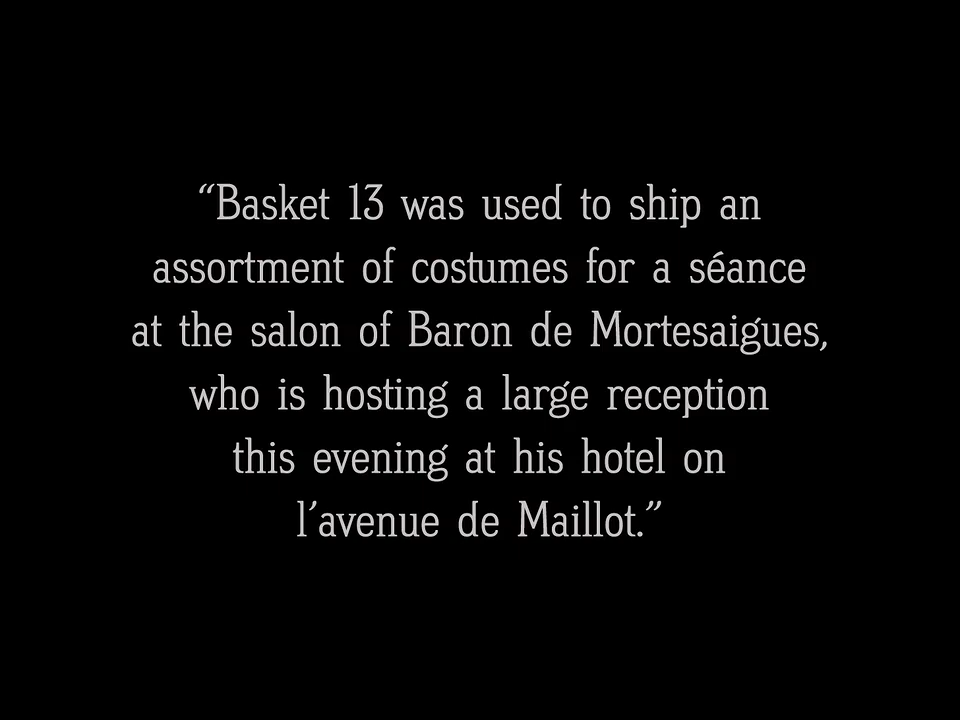 “Basket 13 was used to ship an
assortment of costumes for a séance
at the salon of Baron de Mortesaigues,
who is hosting a large reception
this evening at his hotel on
l’avenue de Maillot.”